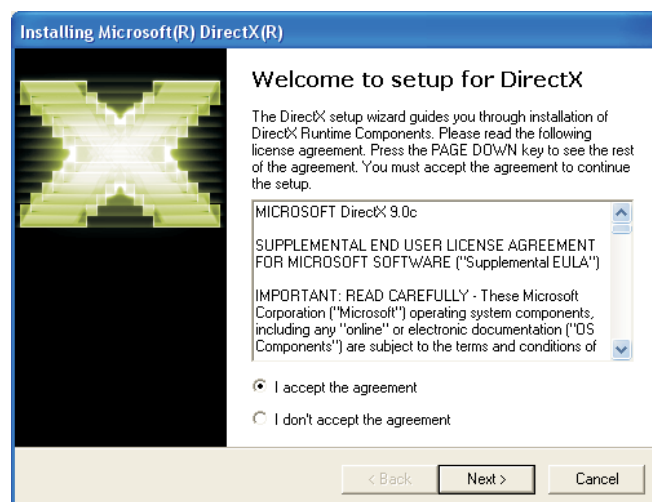 Installing Microsoft(R) DirectX(R)
Welcome to setup for DirectX
The DirectX setup wizard guides you through installation of
DirectX Runtime Components. Please read the following
license agreement. Press the PAGE DOWN key to see the rest
of the agreement. You must accept the agreement to continue
the setup.
MICROSOFT DirectX 9.0c
SUPPLEMENTAL END USER LICENSE AGREEMENT
FOR MICROSOFT SOFTWARE ("Supplemental EULA")
IMPORTANT: READ CAREFULLY - These Microsoft
Corporation ("Microsoft") operating system components,
including any "online" or electronic documentation ("OS
Components") are subject to the terms and conditions of
I accept the agreement
I don't accept the agreement
< Back Next > Cancel